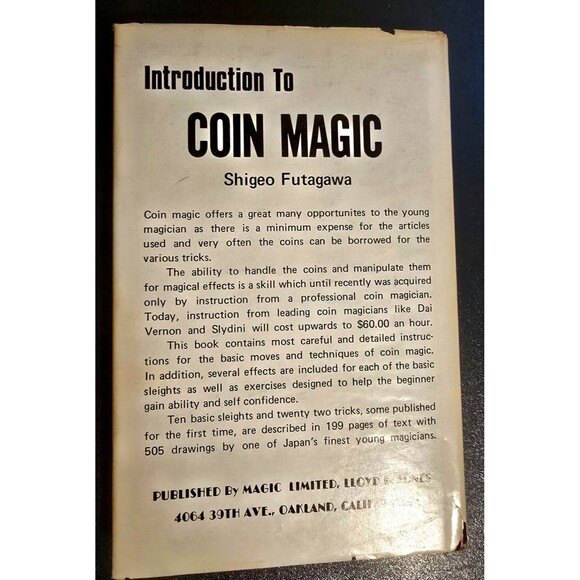 Introduction To
COIN MAGIC
Shigeo Futagawa
Coin magic offers a great many opportunites to the young
magician as there is a minimum expense for the articles
used and very often the coins can be borrowed for the
various tricks.
The ability to handle the coins and manipulate them
for magical effects is a skill which until recently was acquired
only by instruction from a professional coin magician.
Today, instruction from leading coin magicians like Dai
Vernon and Slydini will cost upwards to $60.00 an hour.
This book contains most careful and detailed instruc-
tions for the basic moves and techniques of coin magic.
In addition, several effects are included for each of the basic
sleights as well as exercises designed to help the beginner
gain ability and self confidence.
Ten basic sleights and twenty two tricks, some published
for the first time, are described in 199 pages of text with
505 drawings by one of Japan's finest young magicians.
PUBLISHED By MAGIC LIMITED, LLOYD
4064 39TH AVE., OAKLAND,